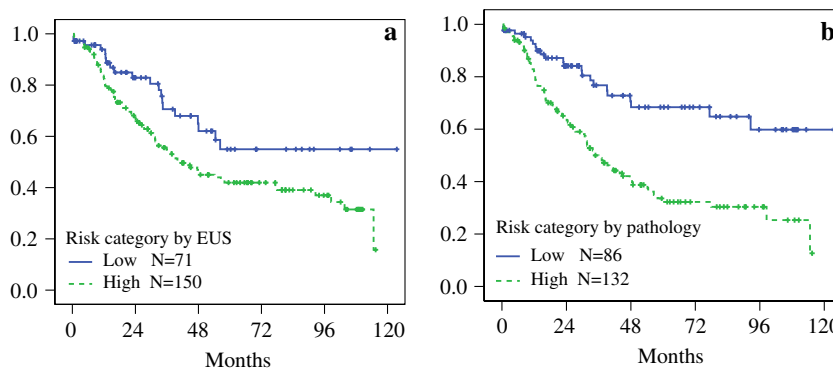 a
1.0
0.8
0.6
0.4
0.2
0.0
Risk category by EUS
Low N=71
High N=150
0 24 48 72 96 120
Months
b
1.0
0.8
0.6
0.4
0.2
0.0
Risk category by pathology
Low N=86
High N=132
0 24 48 72 96 120
Months